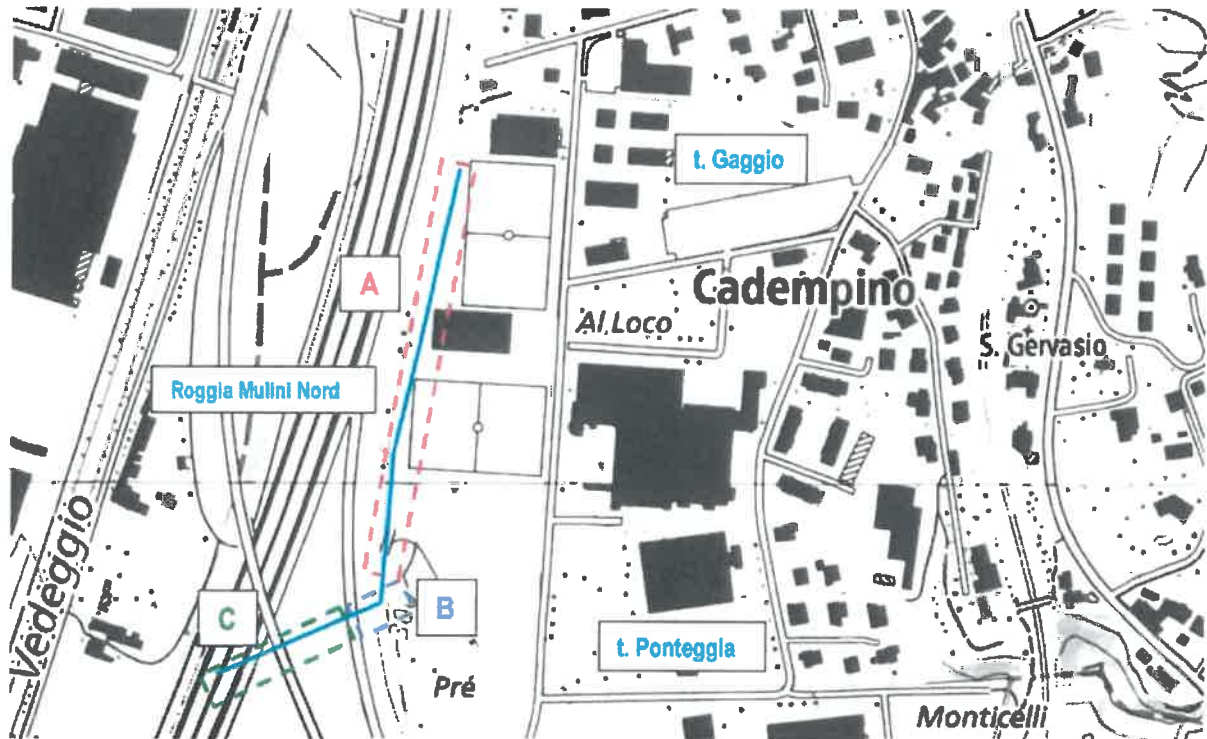 t. Gaggio
A
Cadempino
Al Loco
S. Gervasio
Roggia Mulini Nord
Vedeggio
C
B
t. Ponteggia
Pré
Monticelli